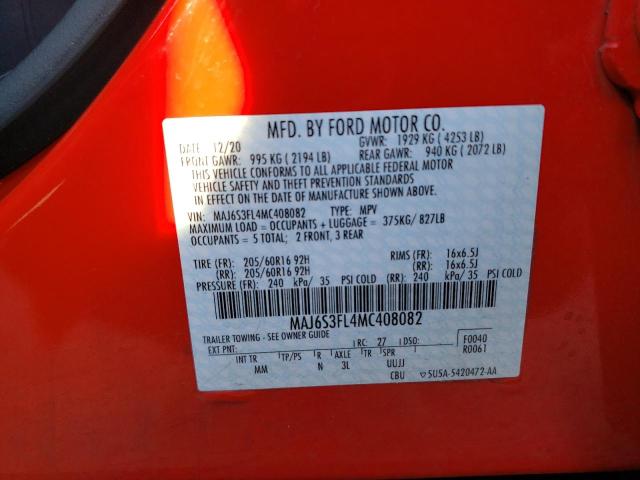 MFD. BY FORD MOTOR CO.
DATE: 12/20 GVWR: 1929 KG ( 4253 LB)
FRONT GAWR: 995 KG ( 2194 LB) REAR GAWR: 940 KG ( 2072 LB)
THIS VEHICLE CONFORMS TO ALL APPLICABLE FEDERAL MOTOR
VEHICLE SAFETY AND THEFT PREVENTION STANDARDS
IN EFFECT ON THE DATE OF MANUFACTURE SHOWN ABOVE.
VIN: MAJ6S3FL4MC408082 TYPE: MPV
MAXIMUM LOAD = OCCUPANTS + LUGGAGE = 375KG/ 827LB
OCCUPANTS = 5 TOTAL; 2 FRONT, 3 REAR
TIRE (FR): 205/60R16 92H RIMS (FR): 16x6.5J
(RR): 205/60R16 92H (RR): 16x6.5J
PRESSURE (FR): 240 kPa/ 35 PSI COLD (RR): 240 kPa/ 35 PSI COLD
MAJ6S3FL4MC408082
TRAILER TOWING - SEE OWNER GUIDE
EXT PNT: RC: 27 DSO: F0040
R0061
INT TR TP/PS R AXLE TR SPR
MM N 3L UUJJ
CBU SU5A-5420472-AA